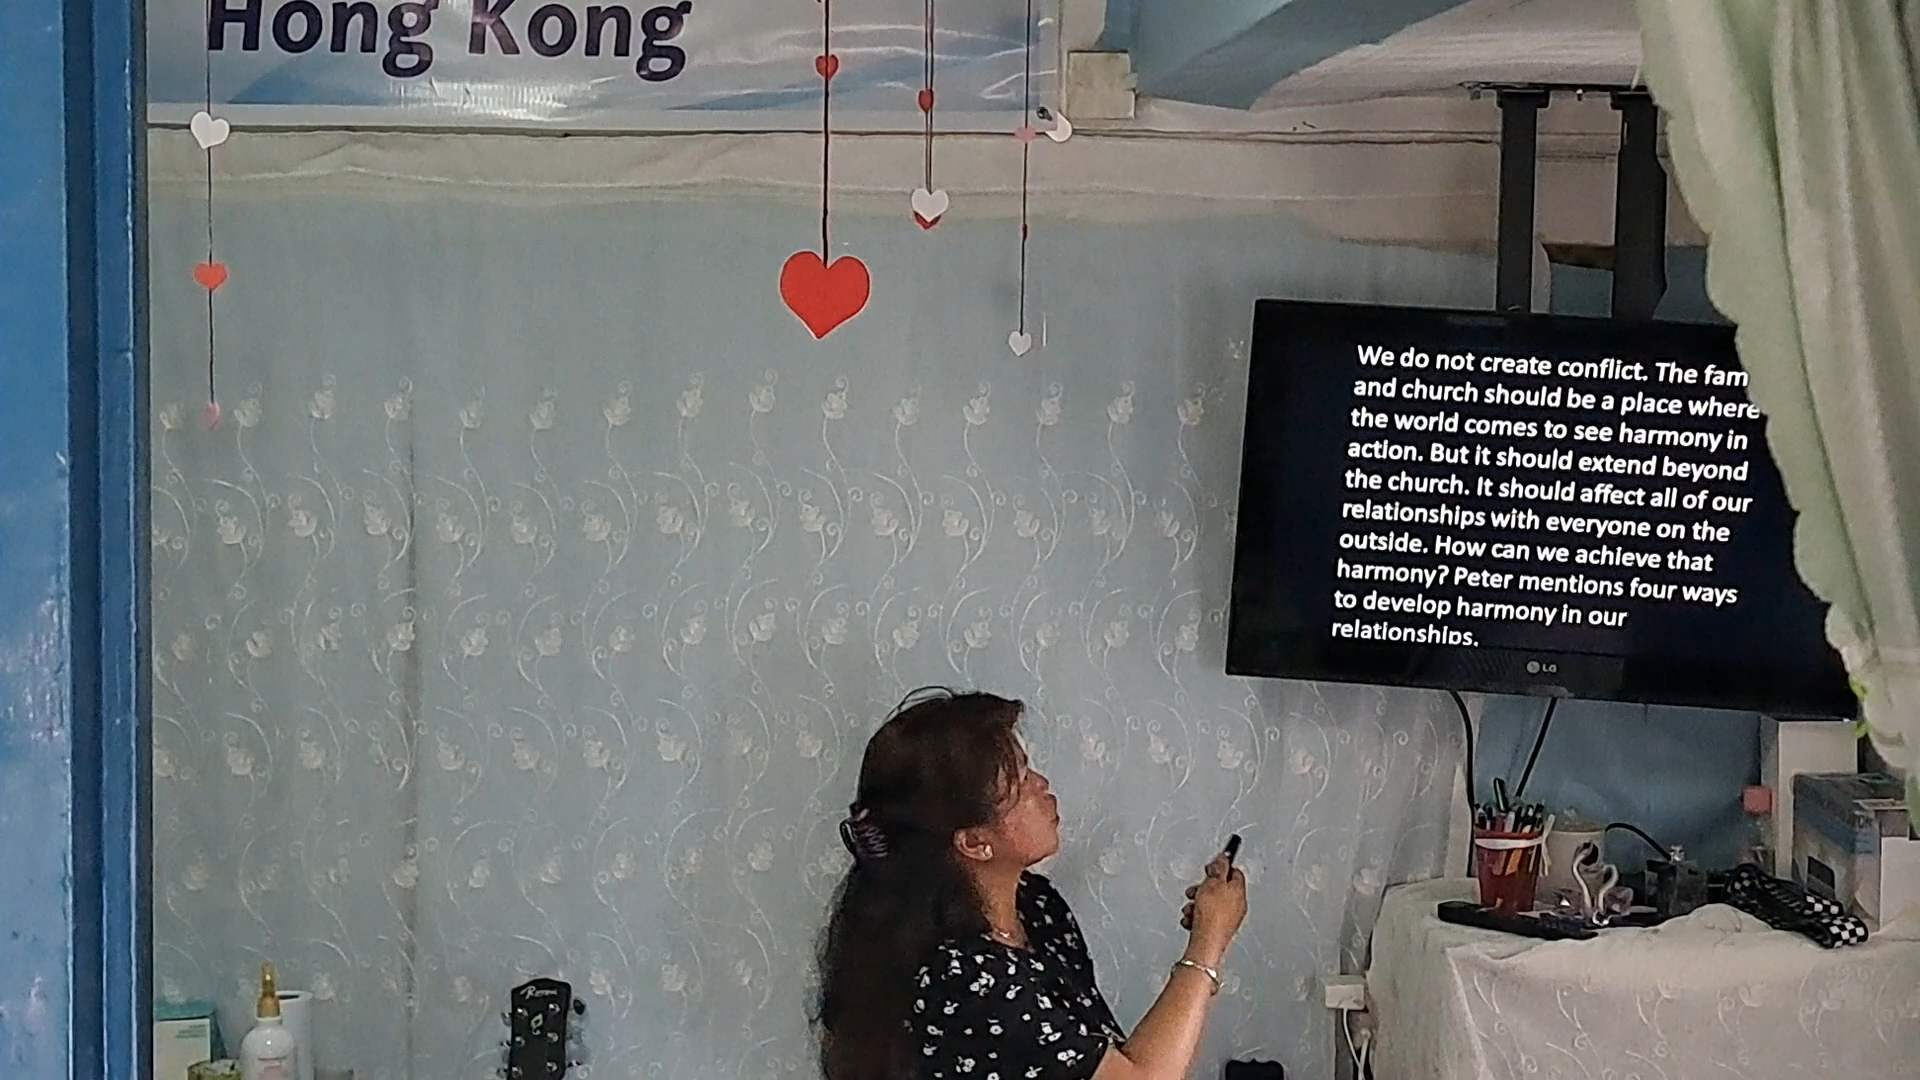 Hong Kong
We do not create conflict. The fam
and church should be a place where
the world comes to see harmony in
action. But it should extend beyond
the church. It should affect all of our
relationships with everyone on the
outside. How can we achieve that
harmony? Peter mentions four ways
to develop harmony in our
relationships.
LG